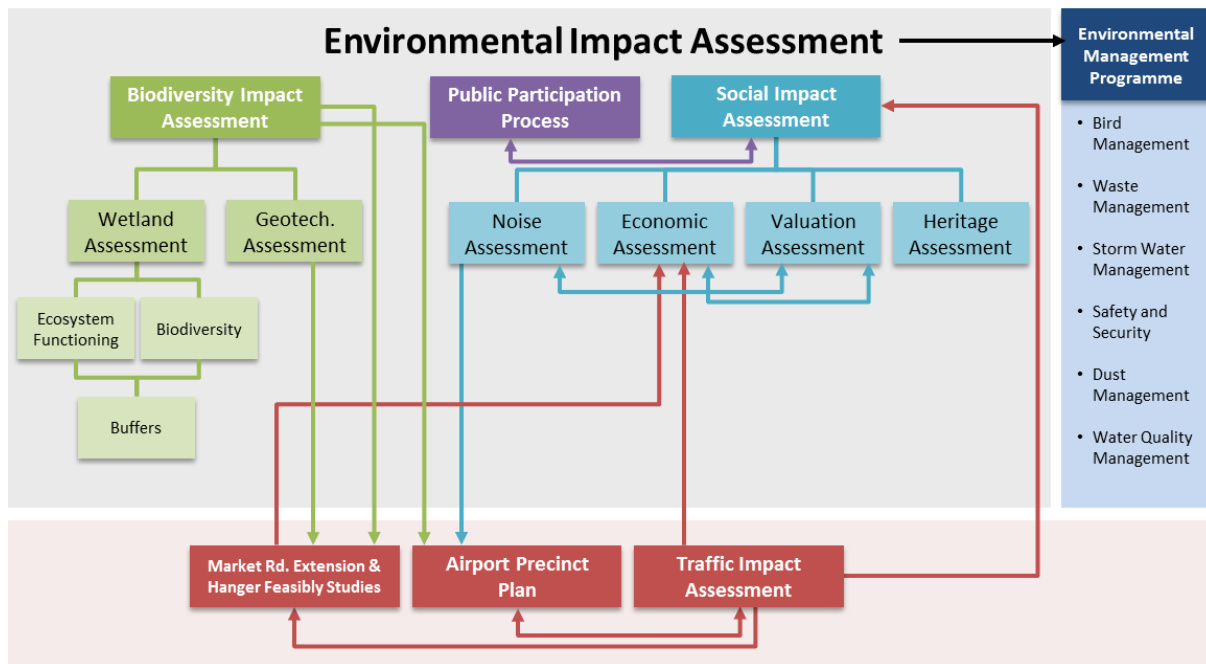 Environmental Impact Assessment
Environmental
Management
Programme
Biodiversity Impact
Assessment
Public Participation
Process
Social Impact
Assessment
Wetland
Assessment
Geotech.
Assessment
Noise
Assessment
Economic
Assessment
Valuation
Assessment
Heritage
Assessment
Ecosystem
Functioning
Biodiversity
Buffers
• Bird
Management
• Waste
Management
• Storm Water
Management
• Safety and
Security
• Dust
Management
• Water Quality
Management
Market Rd. Extension &
Hanger Feasibly Studies
Airport Precinct
Plan
Traffic Impact
Assessment